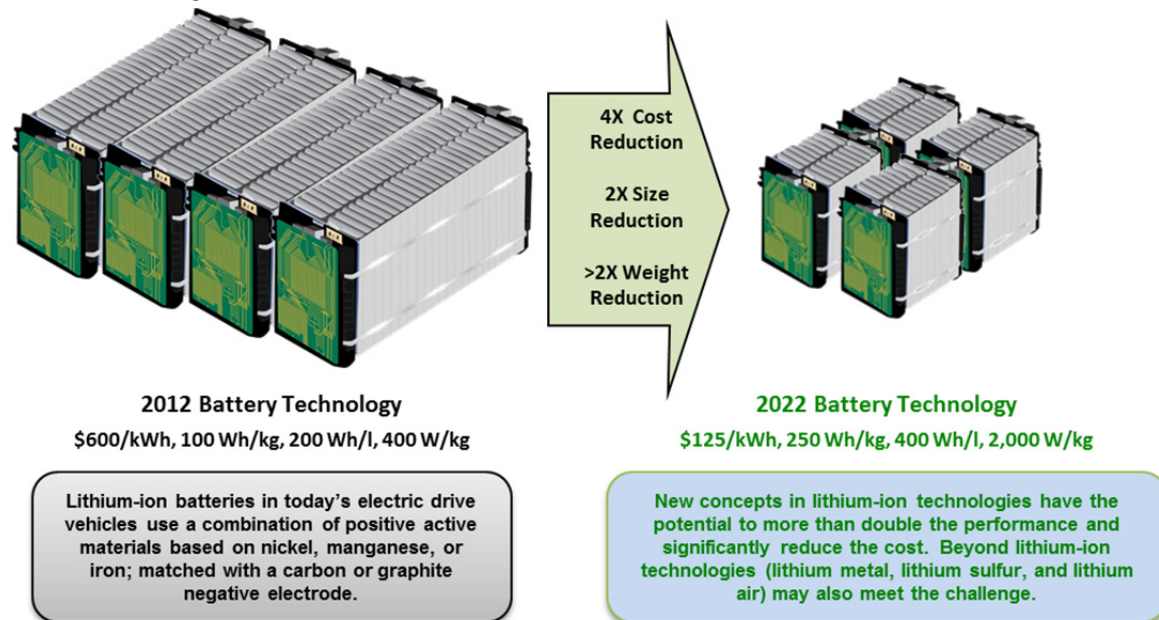 4X Cost
Reduction
2X Size
Reduction
>2X Weight
Reduction
2012 Battery Technology
$600/kWh, 100 Wh/kg, 200 Wh/l, 400 W/kg
Lithium-ion batteries in today's electric drive
vehicles use a combination of positive active
materials based on nickel, manganese, or
iron; matched with a carbon or graphite
negative electrode.
2022 Battery Technology
$125/kWh, 250 Wh/kg, 400 Wh/l, 2,000 W/kg
New concepts in lithium-ion technologies have the
potential to more than double the performance and
significantly reduce the cost.  Beyond lithium-ion
technologies (lithium metal, lithium sulfur, and lithium
air) may also meet the challenge.